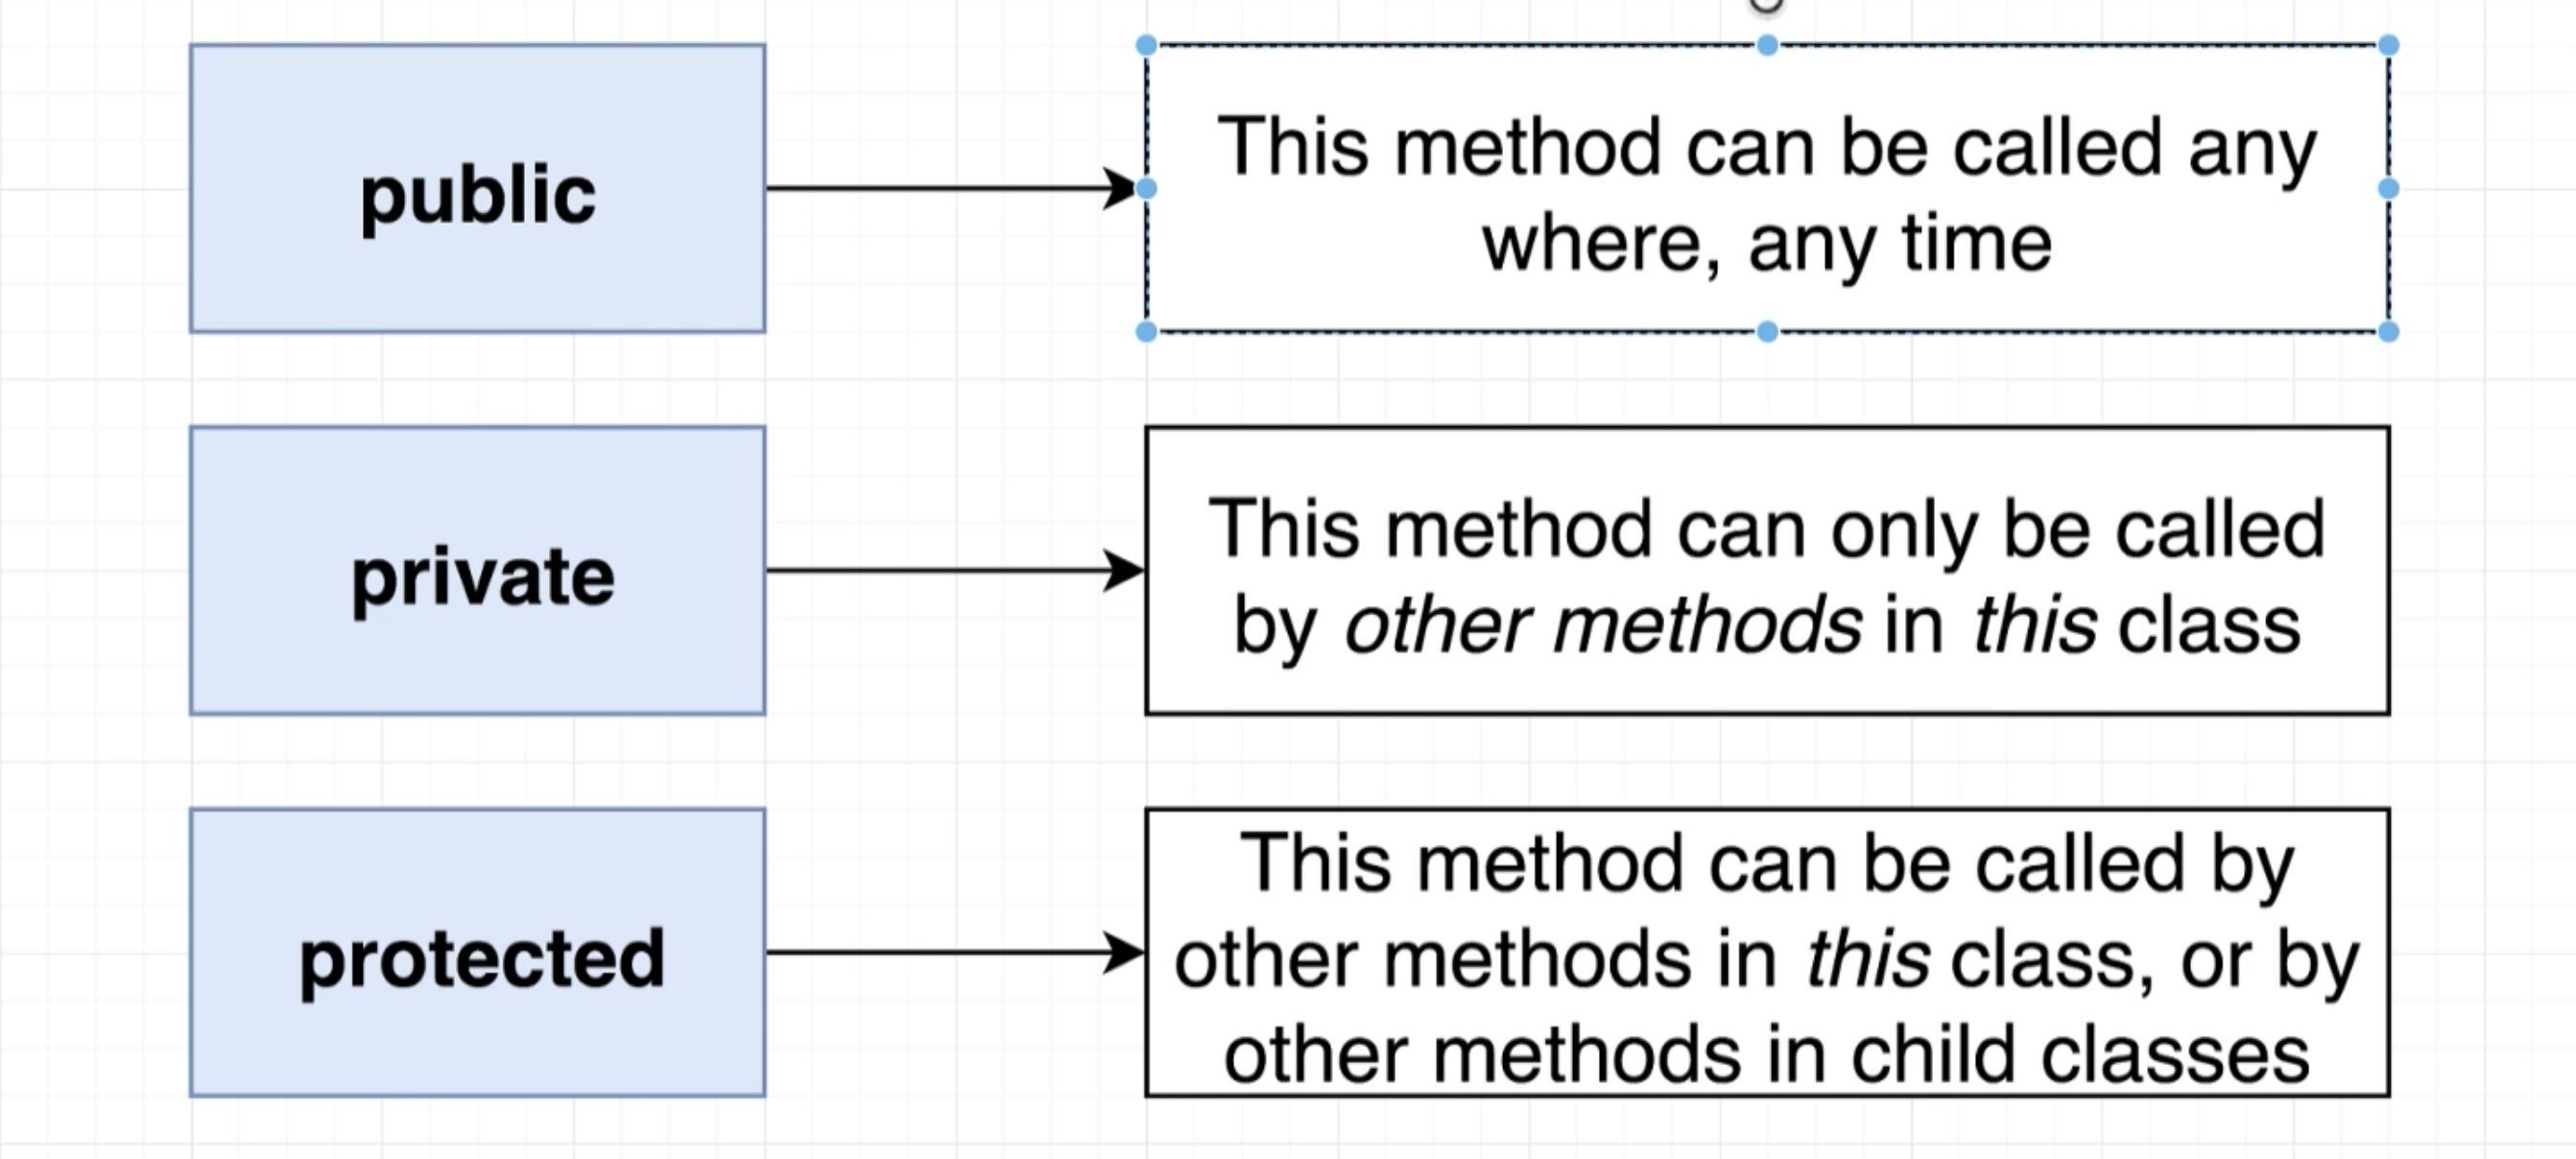 public
This method can be called any
where, any time
private
This method can only be called
by other methods in this class
protected
This method can be called by
other methods in this class, or by
other methods in child classes